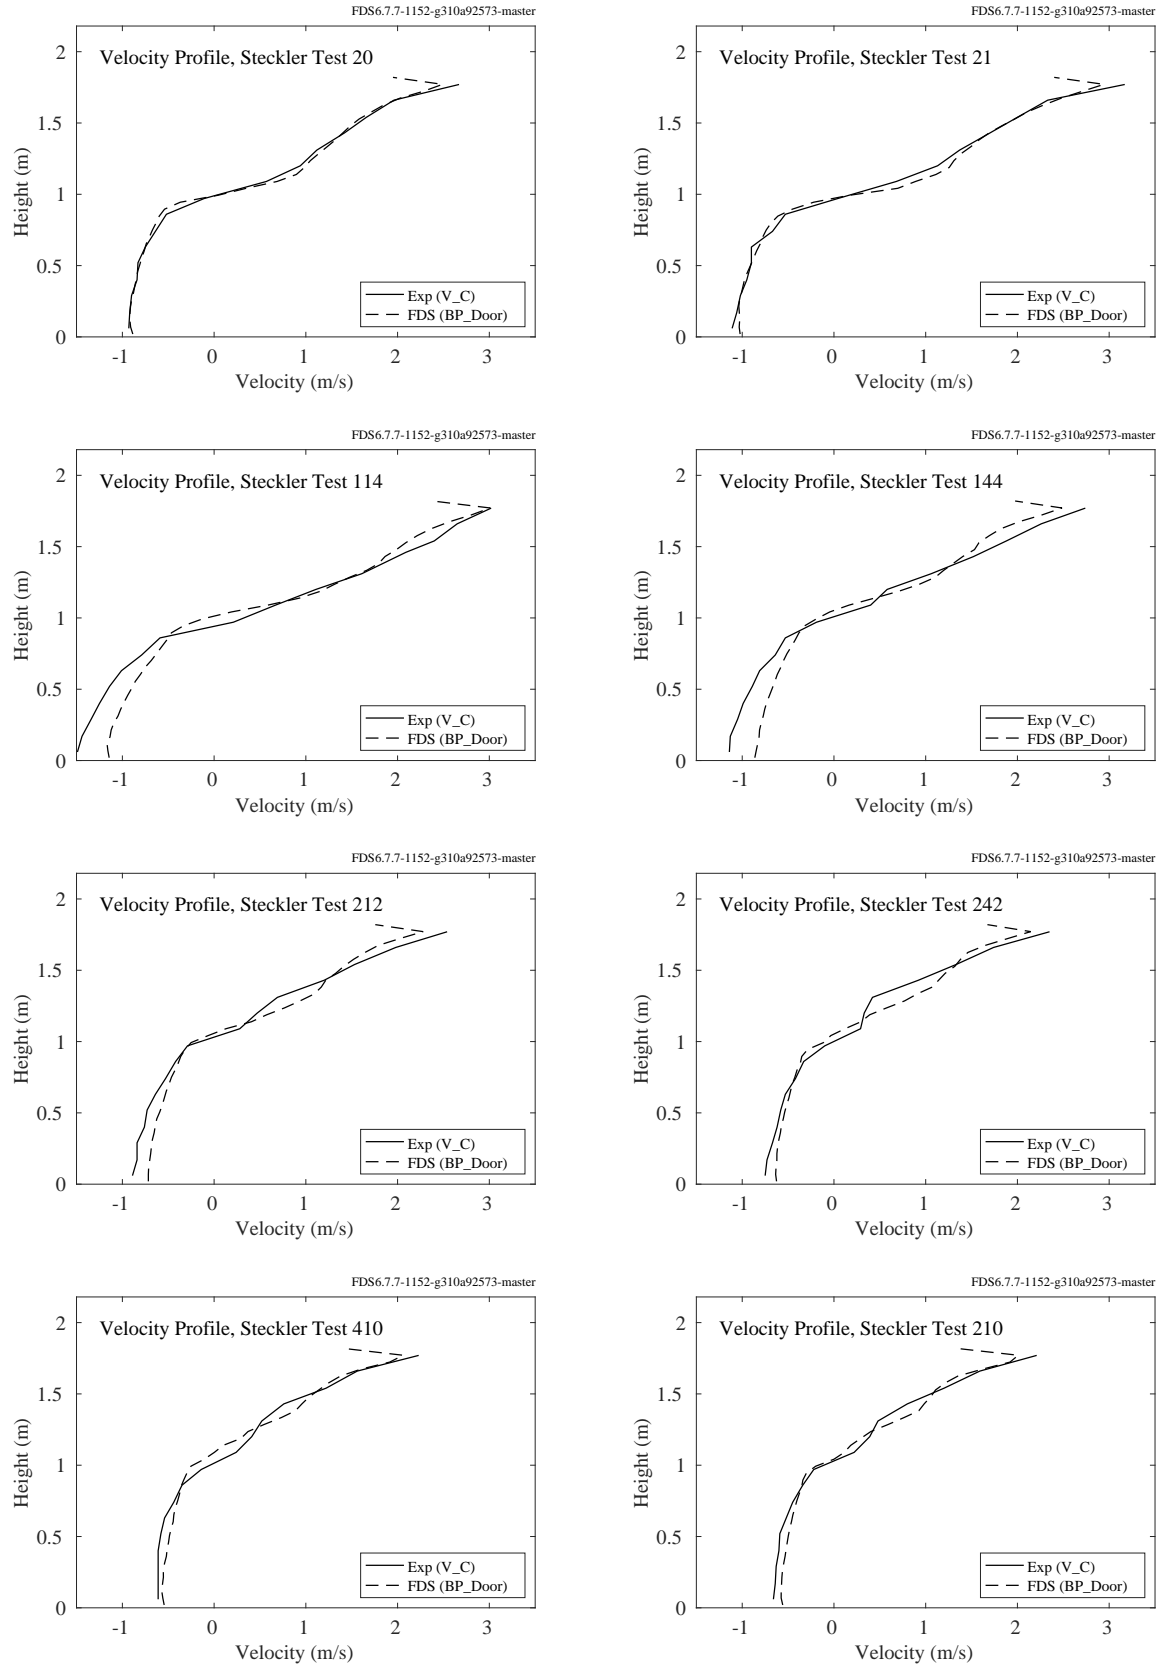 FDS6.7.7-1152-g310a92573-master
Velocity Profile, Steckler Test 20
2
1.5
1
0.5
0
Height (m)
Exp (V_C)
FDS (BP_Door)
-1 0 1 2 3
Velocity (m/s)
FDS6.7.7-1152-g310a92573-master
Velocity Profile, Steckler Test 21
2
1.5
1
0.5
0
Height (m)
Exp (V_C)
FDS (BP_Door)
-1 0 1 2 3
Velocity (m/s)
FDS6.7.7-1152-g310a92573-master
Velocity Profile, Steckler Test 114
2
1.5
1
0.5
0
Height (m)
Exp (V_C)
FDS (BP_Door)
-1 0 1 2 3
Velocity (m/s)
FDS6.7.7-1152-g310a92573-master
Velocity Profile, Steckler Test 144
2
1.5
1
0.5
0
Height (m)
Exp (V_C)
FDS (BP_Door)
-1 0 1 2 3
Velocity (m/s)
FDS6.7.7-1152-g310a92573-master
Velocity Profile, Steckler Test 212
2
1.5
1
0.5
0
Height (m)
Exp (V_C)
FDS (BP_Door)
-1 0 1 2 3
Velocity (m/s)
FDS6.7.7-1152-g310a92573-master
Velocity Profile, Steckler Test 242
2
1.5
1
0.5
0
Height (m)
Exp (V_C)
FDS (BP_Door)
-1 0 1 2 3
Velocity (m/s)
FDS6.7.7-1152-g310a92573-master
Velocity Profile, Steckler Test 410
2
1.5
1
0.5
0
Height (m)
Exp (V_C)
FDS (BP_Door)
-1 0 1 2 3
Velocity (m/s)
FDS6.7.7-1152-g310a92573-master
Velocity Profile, Steckler Test 210
2
1.5
1
0.5
0
Height (m)
Exp (V_C)
FDS (BP_Door)
-1 0 1 2 3
Velocity (m/s)